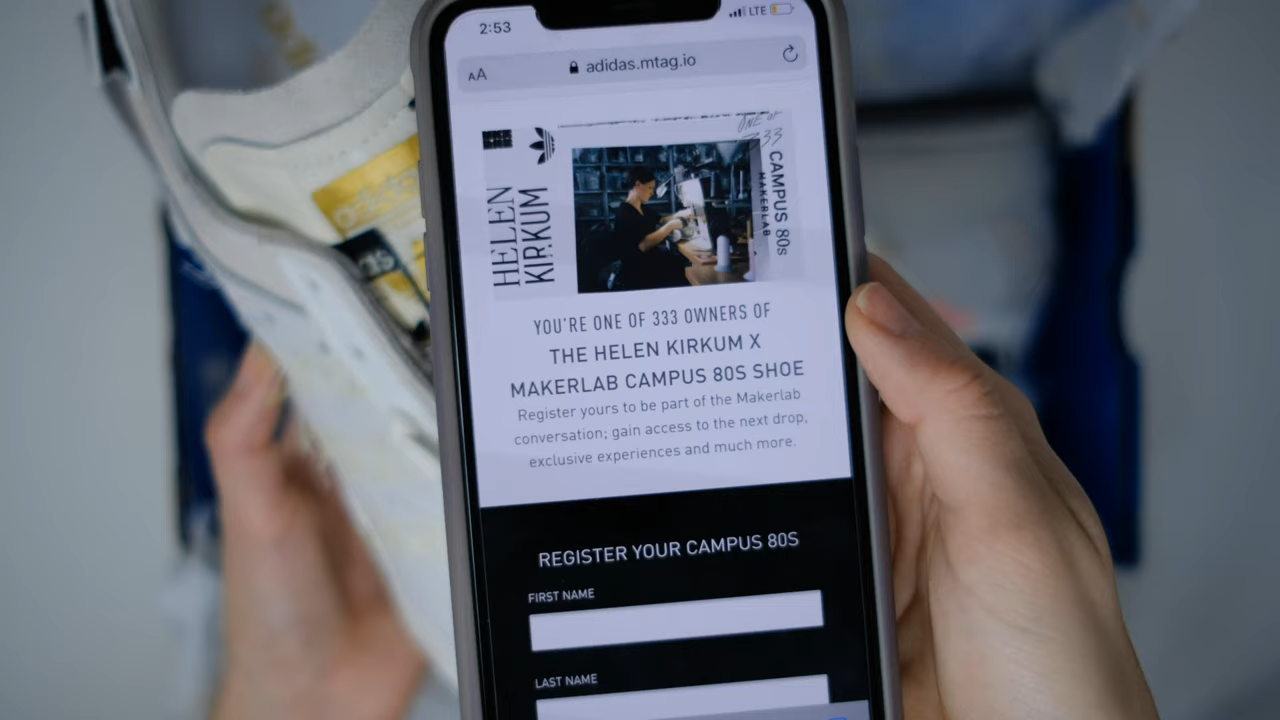 2:53
LTE
AA
adidas.mtag.io
ONE OF
333
HELEN
KIRKUM
CAMPUS 80s
MAKERLAB
YOU'RE ONE OF 333 OWNERS OF
THE HELEN KIRKUM X
MAKERLAB CAMPUS 80S SHOE
Register yours to be part of the Makerlab
conversation; gain access to the next drop,
exclusive experiences and much more.
REGISTER YOUR CAMPUS 80S
FIRST NAME
LAST NAME